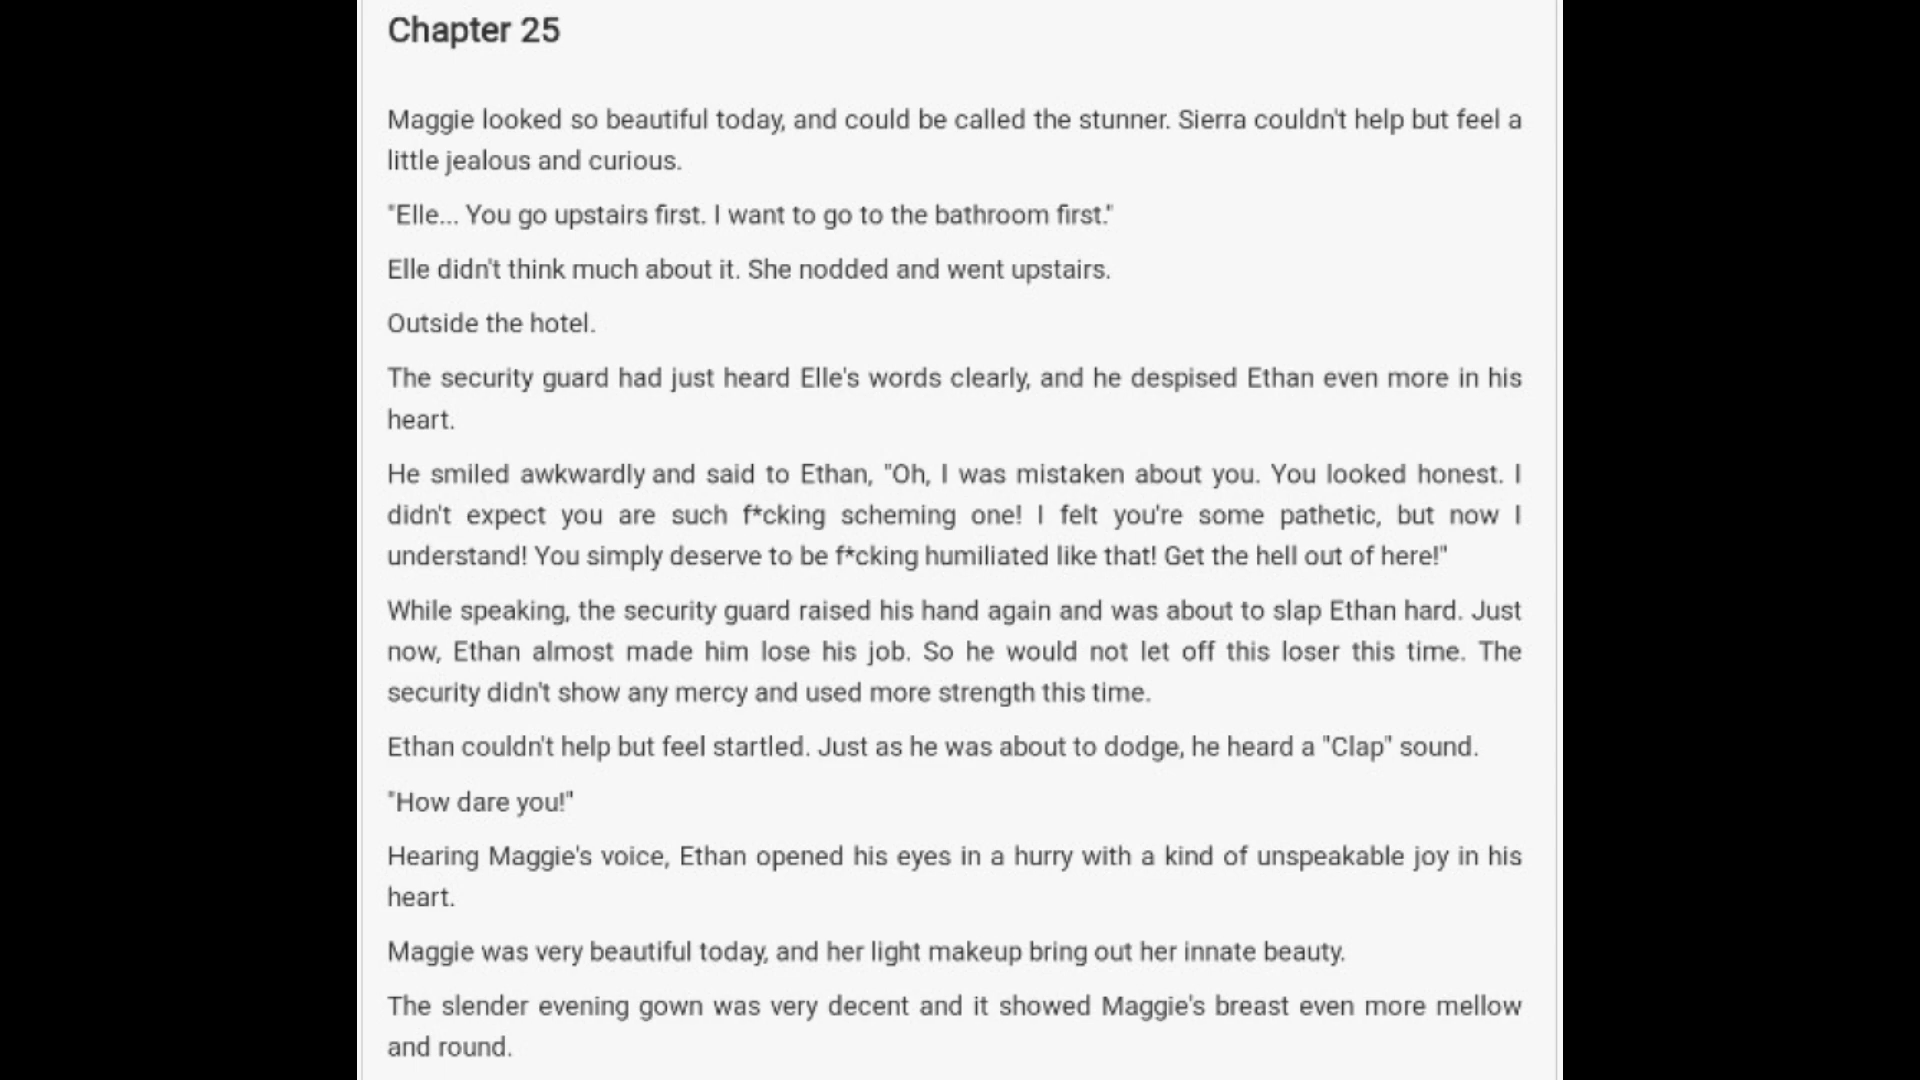 Chapter 25
Maggie looked so beautiful today, and could be called the stunner. Sierra couldn't help but feel a
little jealous and curious.
"Elle... You go upstairs first. I want to go to the bathroom first."
Elle didn't think much about it. She nodded and went upstairs.
Outside the hotel.
The security guard had just heard Elle's words clearly, and he despised Ethan even more in his
heart.
He smiled awkwardly and said to Ethan, "Oh, I was mistaken about you. You looked honest. I
didn't expect you are such f*cking scheming one! I felt you're some pathetic, but now I
understand! You simply deserve to be f*cking humiliated like that! Get the hell out of here!"
While speaking, the security guard raised his hand again and was about to slap Ethan hard. Just
now, Ethan almost made him lose his job. So he would not let off this loser this time. The
security didn't show any mercy and used more strength this time.
Ethan couldn't help but feel startled. Just as he was about to dodge, he heard a "Clap" sound.
"How dare you!"
Hearing Maggie's voice, Ethan opened his eyes in a hurry with a kind of unspeakable joy in his
heart.
Maggie was very beautiful today, and her light makeup bring out her innate beauty.
The slender evening gown was very decent and it showed Maggie's breast even more mellow
and round.